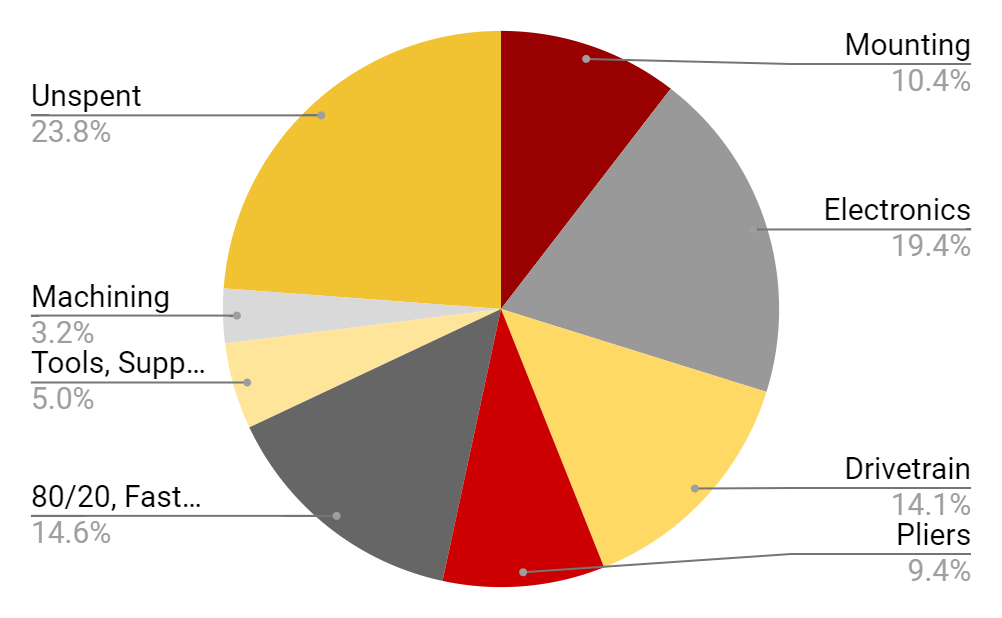 Mounting
10.4%
Electronics
19.4%
Drivetrain
14.1%
Pliers
9.4%
80/20, Fast...
14.6%
Tools, Supp...
5.0%
Machining
3.2%
Unspent
23.8%